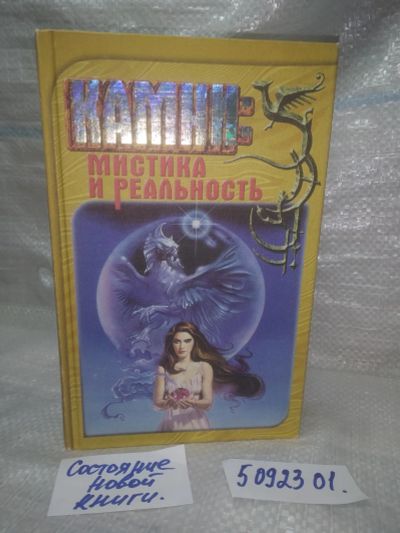 КАМНИ:
МИСТИКА
И РЕАЛЬНОСТЬ
Состояние
новой
книги.
5092301.